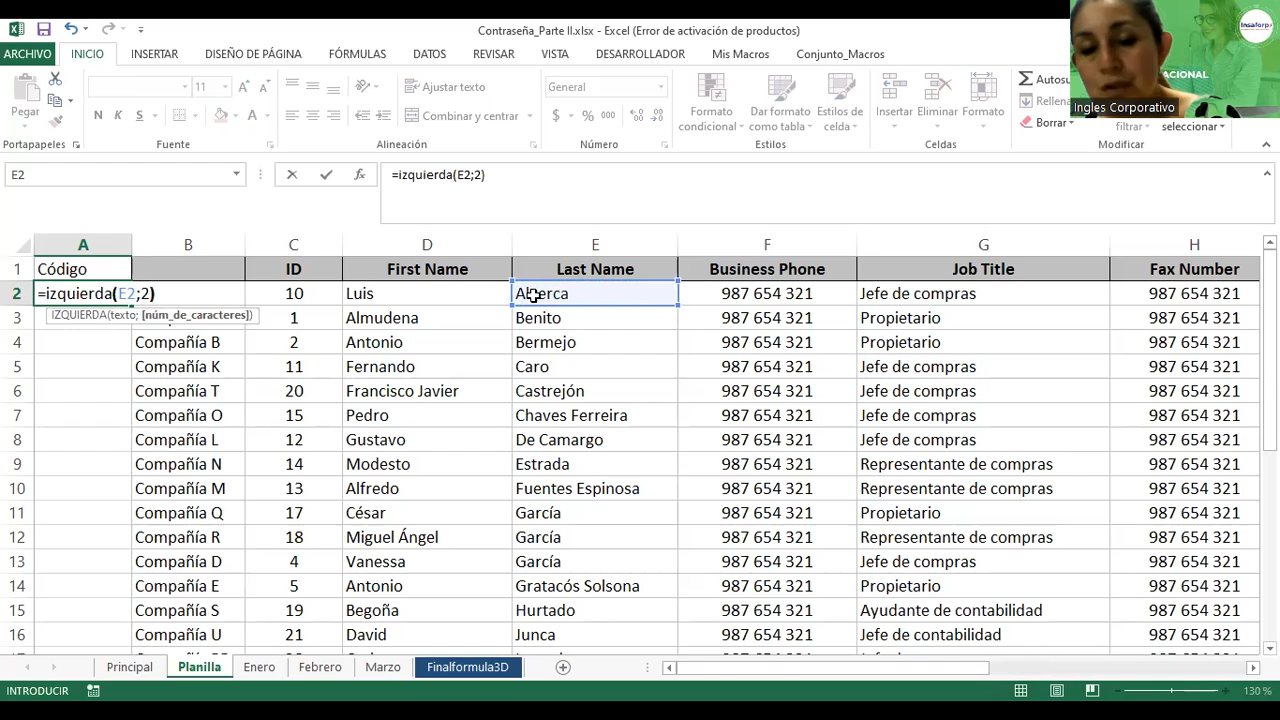 Contraseña_Parte II.xlsx - Excel (Error de activación de productos)
Insaforp
ACIONAL
Ingles Corporativo
ARCHIVO INICIO INSERTAR DISEÑO DE PÁGINA FÓRMULAS DATOS REVISAR VISTA DESARROLLADOR Mis Macros Conjunto_Macros
Pegar
11
N K S
Ajustar texto
Combinar y centrar
General
$ % 000
Formato condicional
Dar formato como tabla
Estilos de celda
Insertar Eliminar Formato
Autosu
Rellena
Borrar
filtrar
seleccionar
Portapapeles Fuente Alineación Número Estilos Celdas Modificar
E2 fx =izquierda(E2;2)
A B C D E F G H
1 Código ID First Name Last Name Business Phone Job Title Fax Number
2 =izquierda(E2;2) 10 Luis Aberca 987 654 321 Jefe de compras 987 654 321
IZQUIERDA(texto; [núm_de_caracteres])
3 1 Almudena Benito 987 654 321 Propietario 987 654 321
4 Compañía B 2 Antonio Bermejo 987 654 321 Propietario 987 654 321
5 Compañía K 11 Fernando Caro 987 654 321 Jefe de compras 987 654 321
6 Compañía T 20 Francisco Javier Castrejón 987 654 321 Jefe de compras 987 654 321
7 Compañía O 15 Pedro Chaves Ferreira 987 654 321 Jefe de compras 987 654 321
8 Compañía L 12 Gustavo De Camargo 987 654 321 Jefe de compras 987 654 321
9 Compañía N 14 Modesto Estrada 987 654 321 Representante de compras 987 654 321
10 Compañía M 13 Alfredo Fuentes Espinosa 987 654 321 Representante de compras 987 654 321
11 Compañía Q 17 César García 987 654 321 Propietario 987 654 321
12 Compañía R 18 Miguel Ángel García 987 654 321 Representante de compras 987 654 321
13 Compañía D 4 Vanessa García 987 654 321 Jefe de compras 987 654 321
14 Compañía E 5 Antonio Gratacós Solsona 987 654 321 Propietario 987 654 321
15 Compañía S 19 Begoña Hurtado 987 654 321 Ayudante de contabilidad 987 654 321
16 Compañía U 21 David Junca 987 654 321 Jefe de contabilidad 987 654 321
Principal Planilla Enero Febrero Marzo Finalformula3D
INTRODUCIR 130 %